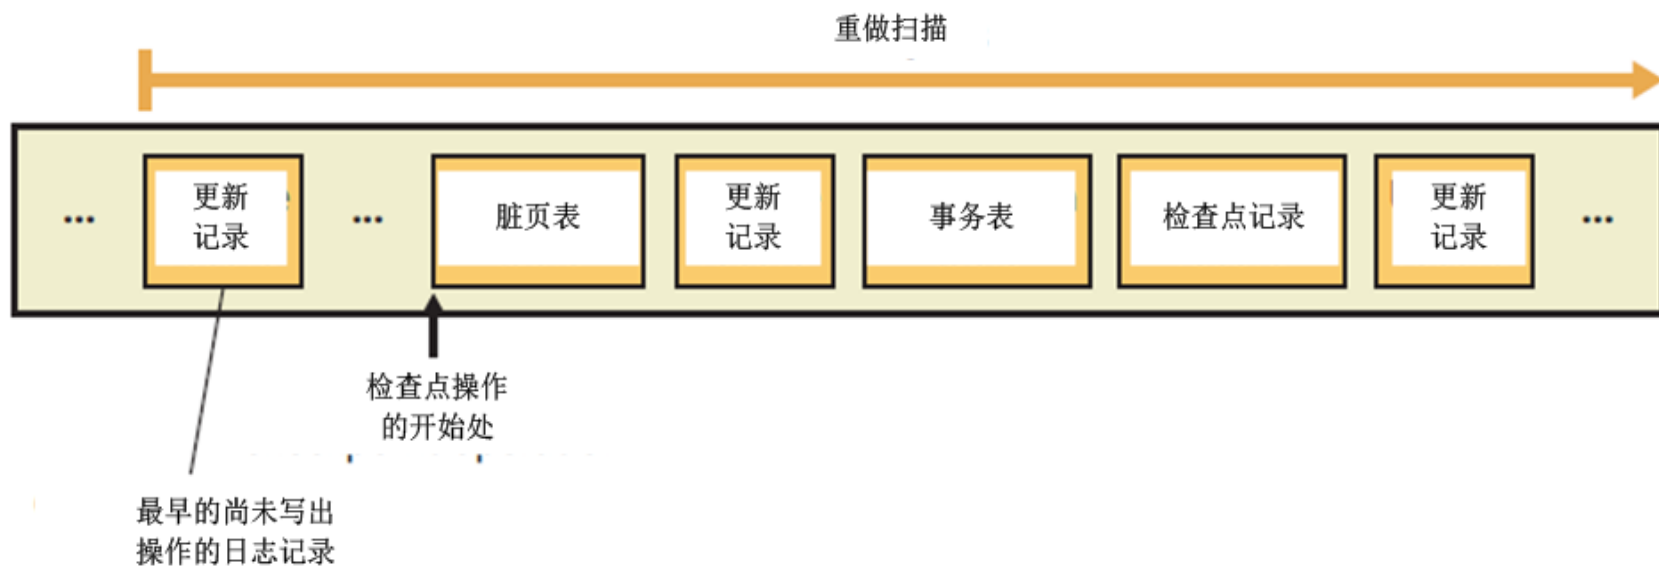 重做扫描
... 更新 ... 脏页表 更新 事务表 检查点记录 更新 ...
记录 记录 记录
检查点操作
的开始处
最早的尚未写出
操作的日志记录